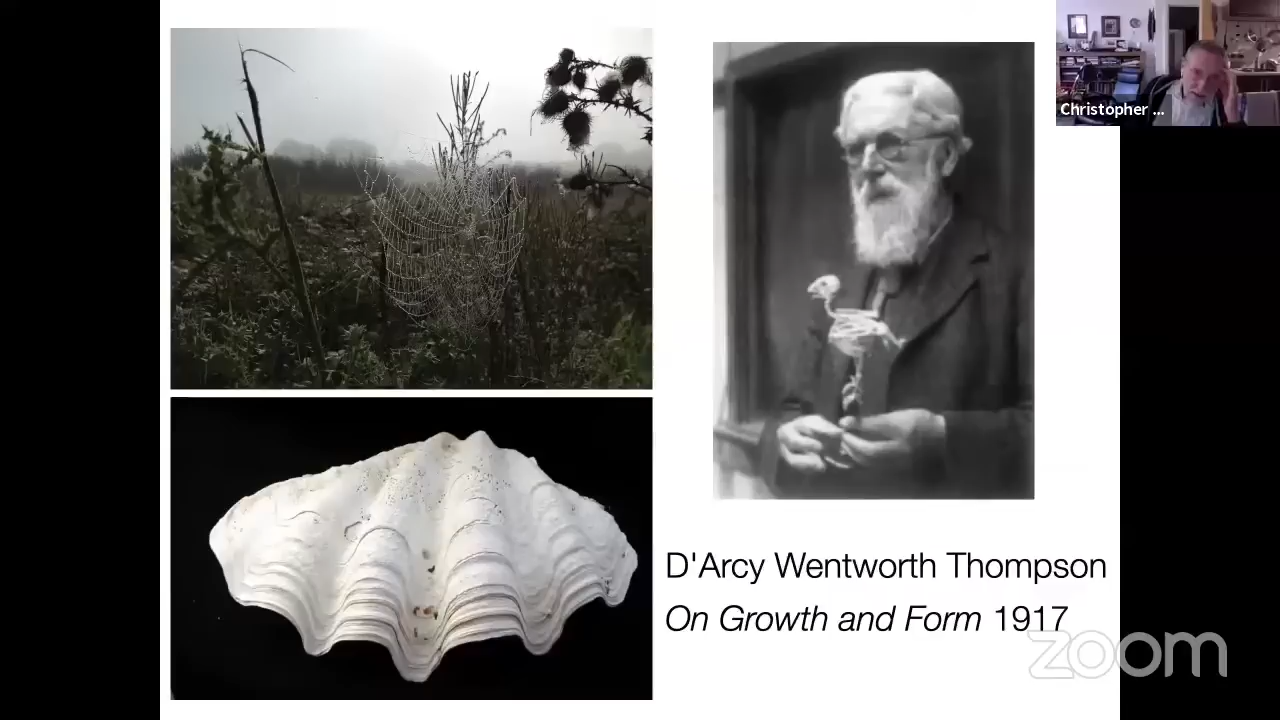 Christopher ...
D'Arcy Wentworth Thompson
On Growth and Form 1917
zoom